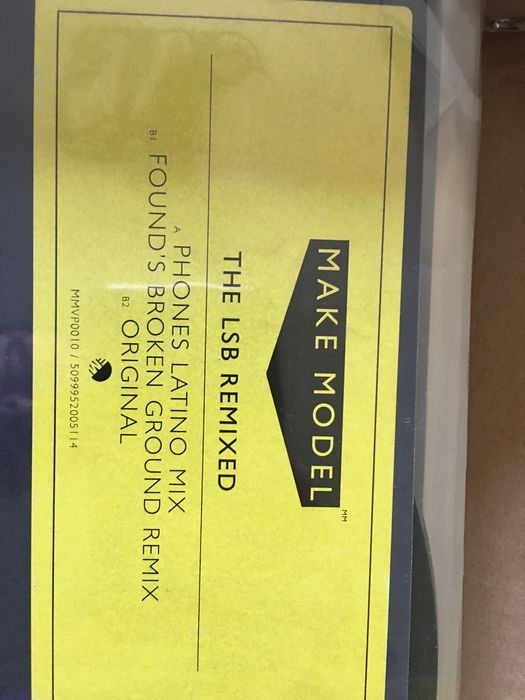 MAKE MODEL
MM
THE LSB REMIXED
A PHONES LATINO MIX
B1 FOUND'S BROKEN GROUND REMIX
B2 ORIGINAL
MMVP0010 / 5099952005114